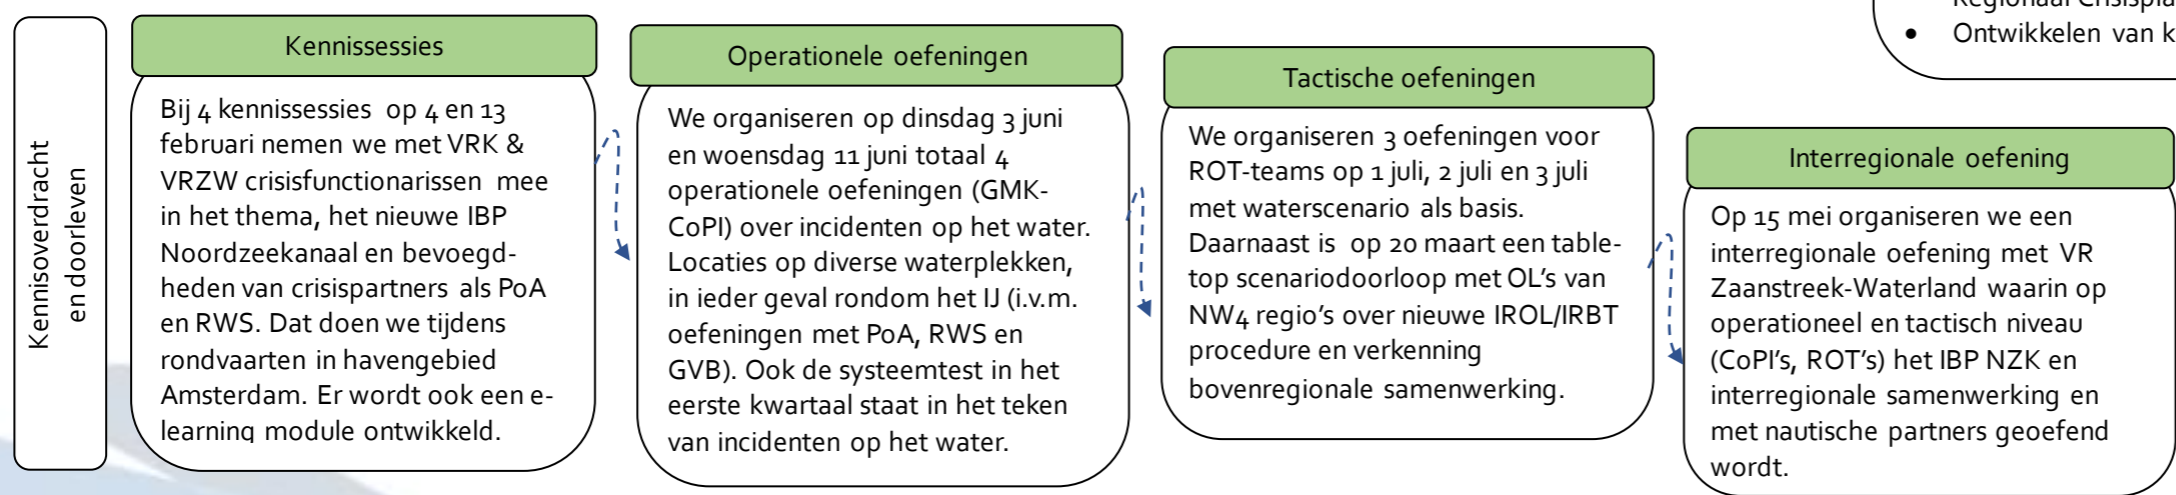 Regionaal
• Ontwikkelen van k
Kennisoverdracht
en doorleven
Kennissessies
Bij 4 kennissessies op 4 en 13
februari nemen we met VRK &
VRZW crisisfunctionarissen mee
in het thema, het nieuwe IBP
Noordzeekanaal en bevoegd-
heden van crisispartners als PoA
en RWS. Dat doen we tijdens
rondvaarten in havengebied
Amsterdam. Er wordt ook een e-
learning module ontwikkeld.
Operationele oefeningen
We organiseren op dinsdag 3 juni
en woensdag 11 juni totaal 4
operationele oefeningen (GMK-
CoPI) over incidenten op het water.
Locaties op diverse waterplekken,
in ieder geval rondom het IJ (i.v.m.
oefeningen met PoA, RWS en
GVB). Ook de systeemtest in het
eerste kwartaal staat in het teken
van incidenten op het water.
Tactische oefeningen
We organiseren 3 oefeningen voor
ROT-teams op 1 juli, 2 juli en 3 juli
met waterscenario als basis.
Daarnaast is op 20 maart een table-
top scenariodoorloop met OL's van
NW4 regio's over nieuwe IROL/IRBT
procedure en verkenning
bovenregionale samenwerking.
Interregionale oefening
Op 15 mei organiseren we een
interregionale oefening met VR
Zaanstreek-Waterland waarin op
operationeel en tactisch niveau
(CoPI's, ROT's) het IBP NZK en
interregionale samenwerking en
met nautische partners geoefend
wordt.